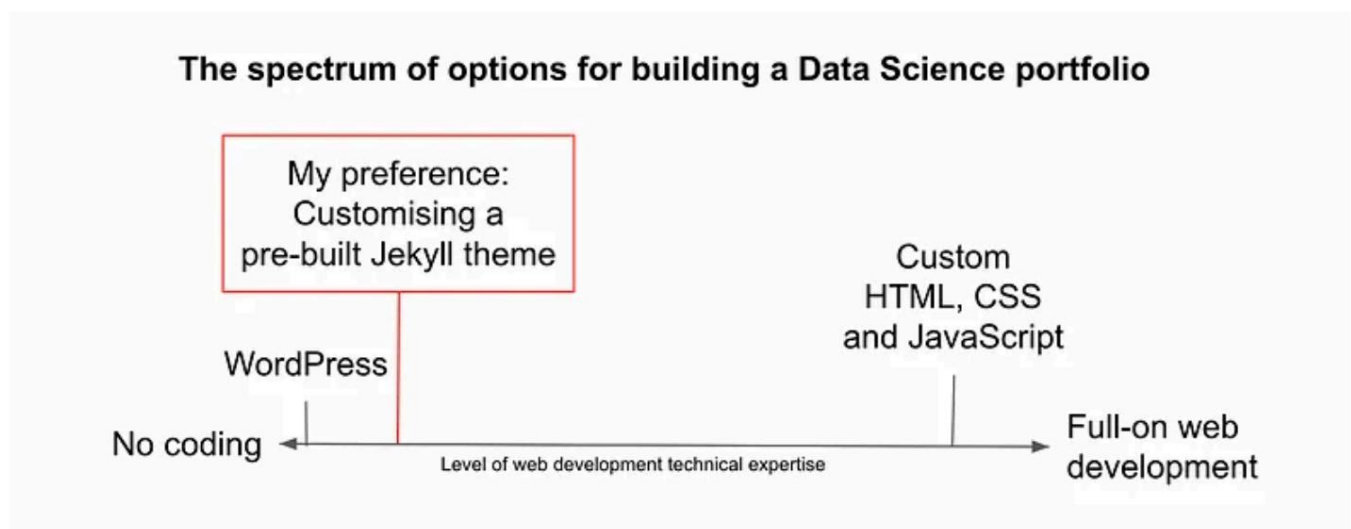 The spectrum of options for building a Data Science portfolio
My preference:
Customising a
pre-built Jekyll theme
Custom
HTML, CSS
and JavaScript
WordPress
No coding
Full-on web
development
Level of web development technical expertise